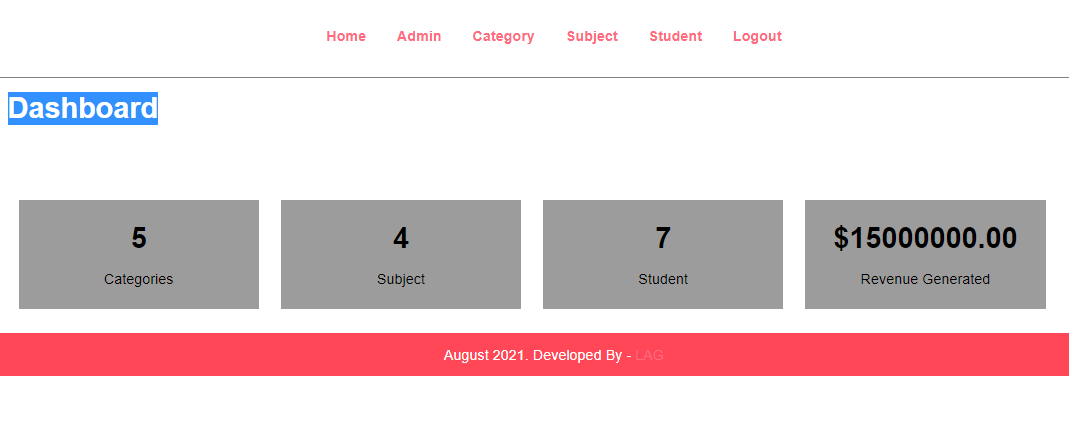 Home Admin Category Subject Student Logout
Dashboard
5 4 7 $15000000.00
Categories Subject Student Revenue Generated
August 2021. Developed By - LAG